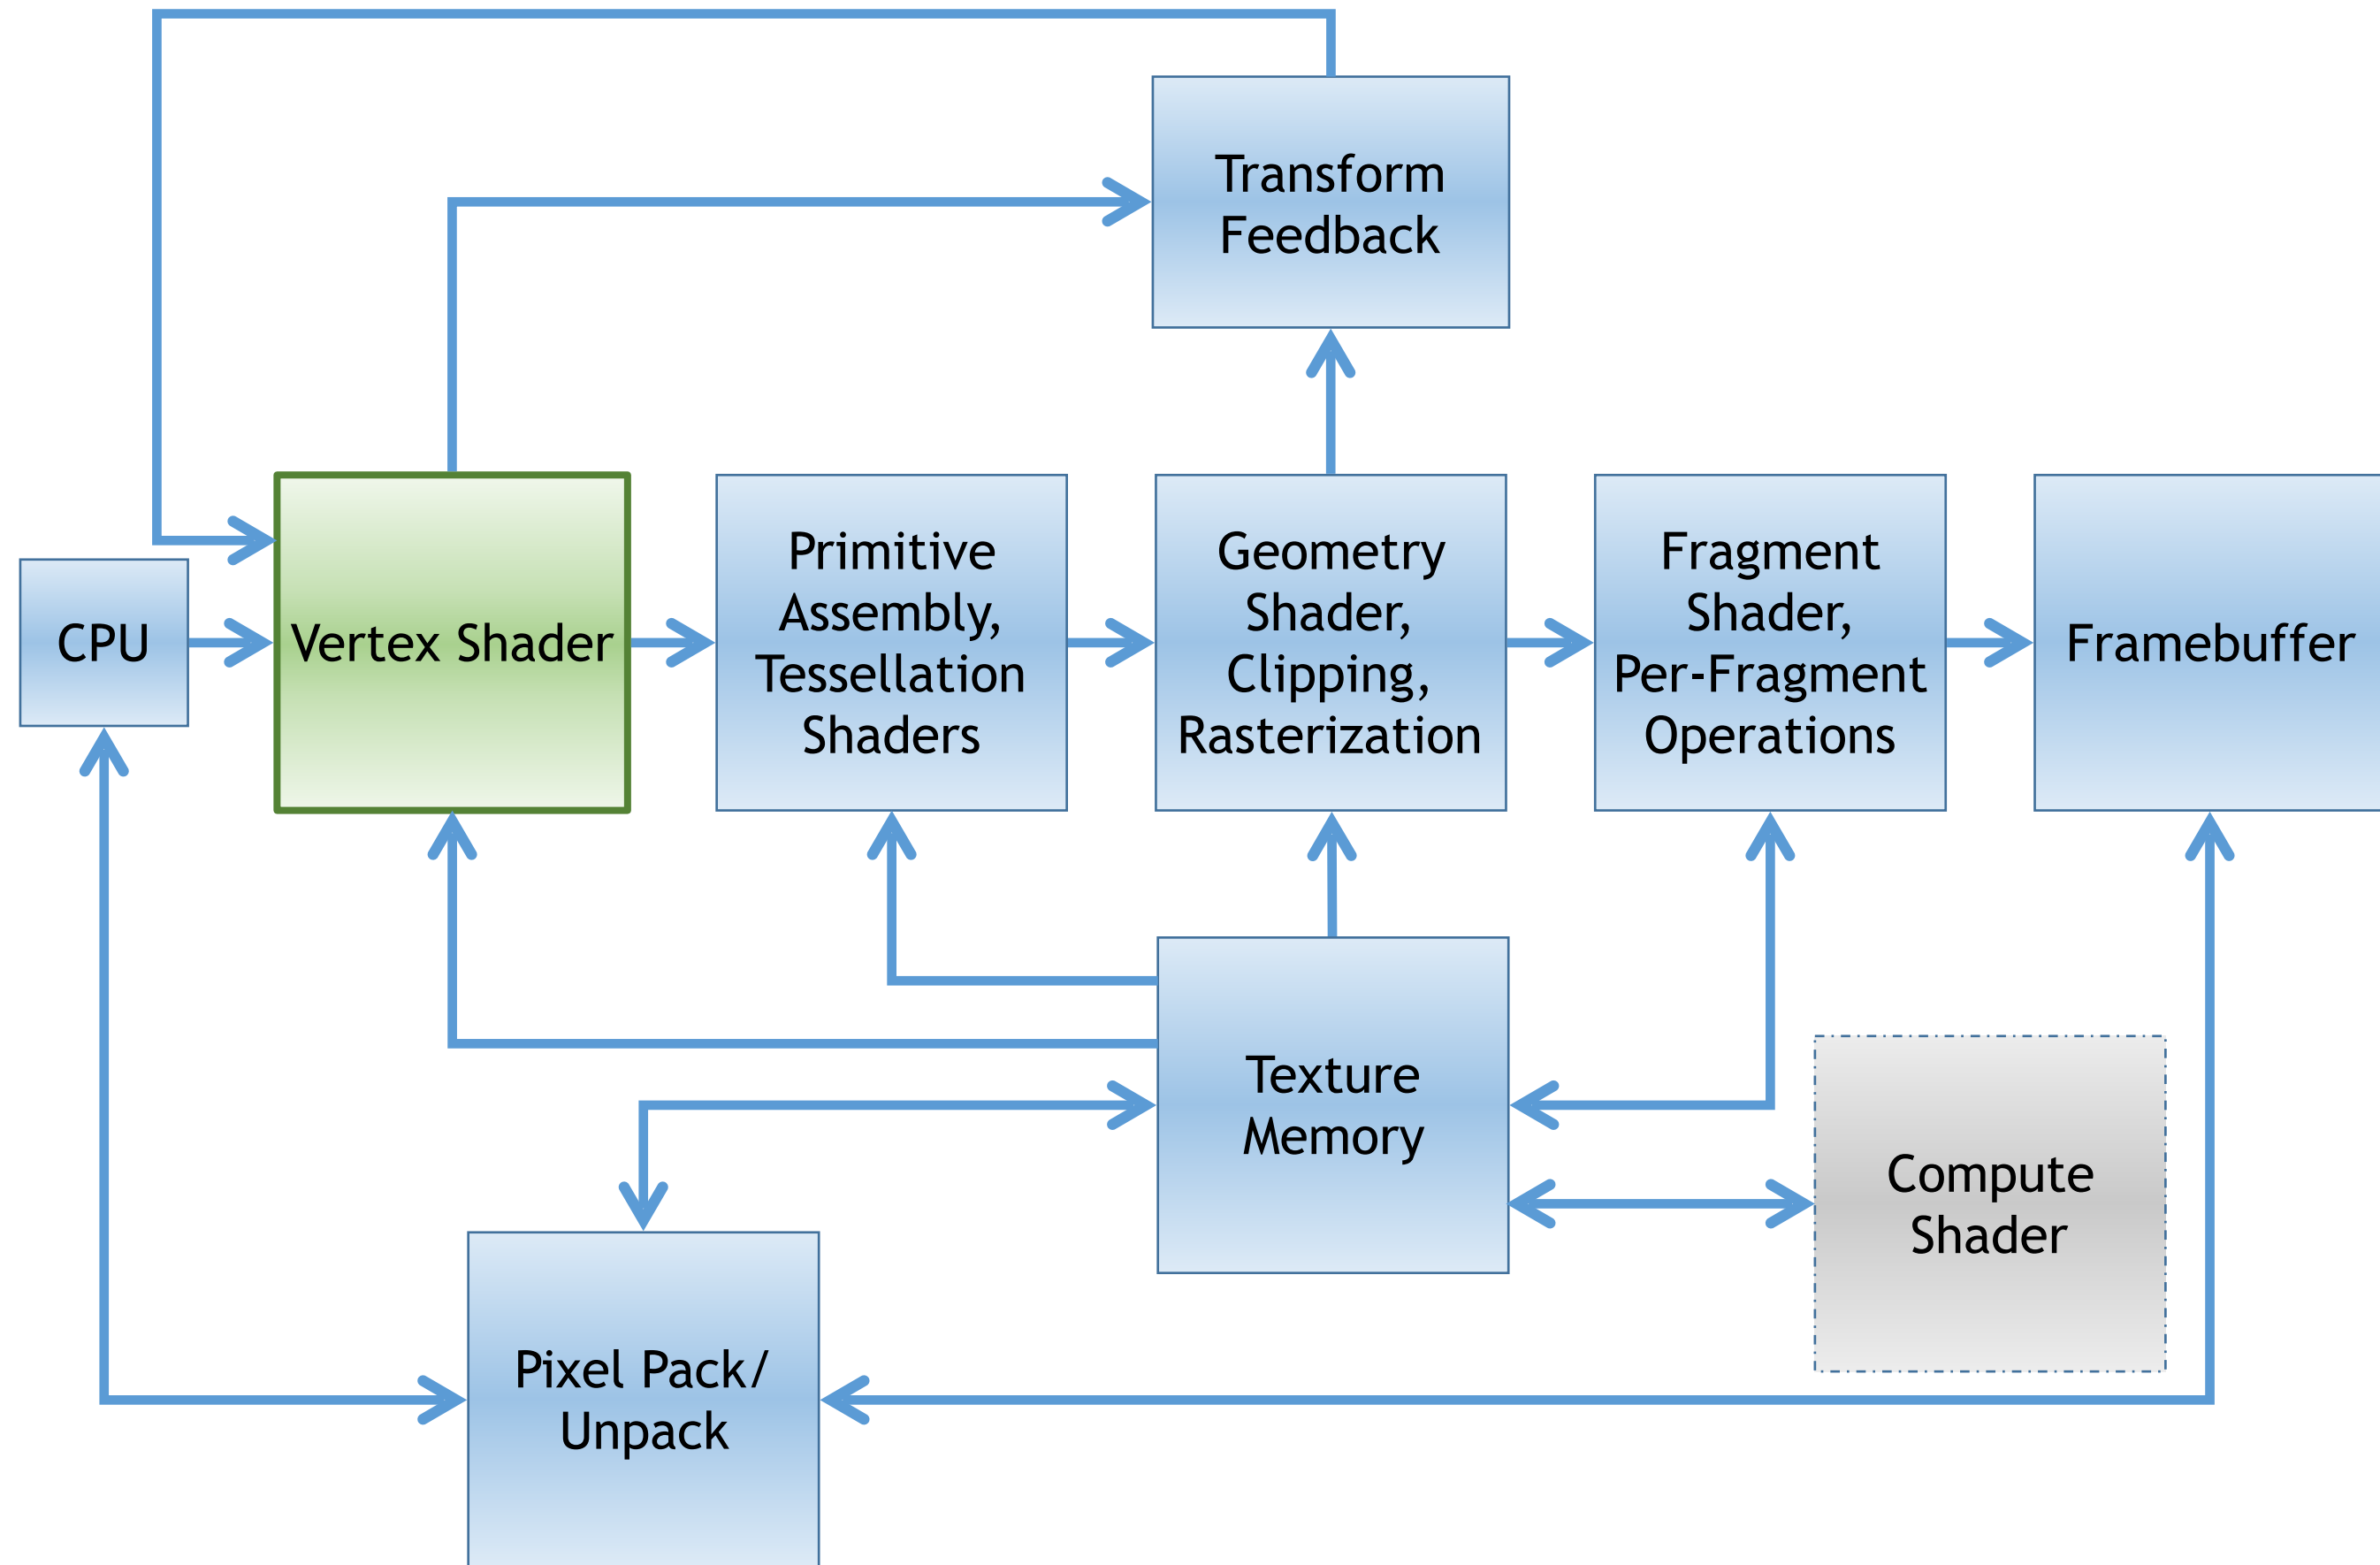 Transform
Feedback
CPU
Vertex Shader
Primitive
Assembly,
Tessellation
Shaders
Geometry
Shader,
Clipping,
Rasterization
Fragment
Shader,
Per-Fragment
Operations
Framebuffer
Texture
Memory
Compute
Shader
Pixel Pack/
Unpack